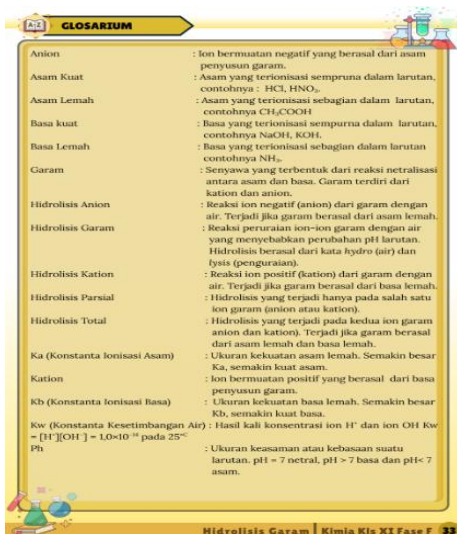 A-Z GLOSARIUM
Anion : Ion bermuatan negatif yang berasal dari asam
penyusun garam.
Asam Kuat : Asam yang terionisasi sempruna dalam larutan,
contohnya : HCl, HNO₃.
Asam Lemah : Asam yang terionisasi sebagian dalam larutan,
contohnya CH₃COOH
Basa kuat : Basa yang terionisasi sempurna dalam larutan,
contohnya NaOH, KOH.
Basa Lemah : Basa yang terionisasi sebagian dalam larutan
contohnya NH₃.
Garam : Senyawa yang terbentuk dari reaksi netralisasi
antara asam dan basa. Garam terdiri dari
kation dan anion.
Hidrolisis Anion : Reaksi ion negatif (anion) dari garam dengan
air. Terjadi jika garam berasal dari asam lemah.
Hidrolisis Garam : Reaksi peruraian ion-ion garam dengan air
yang menyebabkan perubahan pH larutan.
Hidrolisis berasal dari kata hydro (air) dan
lysis (penguraian).
Hidrolisis Kation : Reaksi ion positif (kation) dari garam dengan
air. Terjadi jika garam berasal dari basa lemah.
Hidrolisis Parsial : Hidrolisis yang terjadi hanya pada salah satu
ion garam (anion atau kation).
Hidrolisis Total : Hidrolisis yang terjadi pada kedua ion garam
anion dan kation). Terjadi jika garam berasal
dari asam lemah dan basa lemah.
Ka (Konstanta Ionisasi Asam) : Ukuran kekuatan asam lemah. Semakin besar
Ka, semakin kuat asam.
Kation : Ion bermuatan positif yang berasal dari basa
penyusun garam.
Kb (Konstanta Ionisasi Basa) : Ukuran kekuatan basa lemah. Semakin besar
Kb, semakin kuat basa.
Kw (Konstanta Kesetimbangan Air) : Hasil kali konsentrasi ion H⁺ dan ion OH Kw
= [H⁺][OH⁻] = 1,0×10⁻¹⁴ pada 25°C
Ph : Ukuran keasaman atau kebasaan suatu
larutan. pH = 7 netral, pH > 7 basa dan pH< 7
asam.
Hidrolisis Garam | Kimia Kls XI Fase F 33